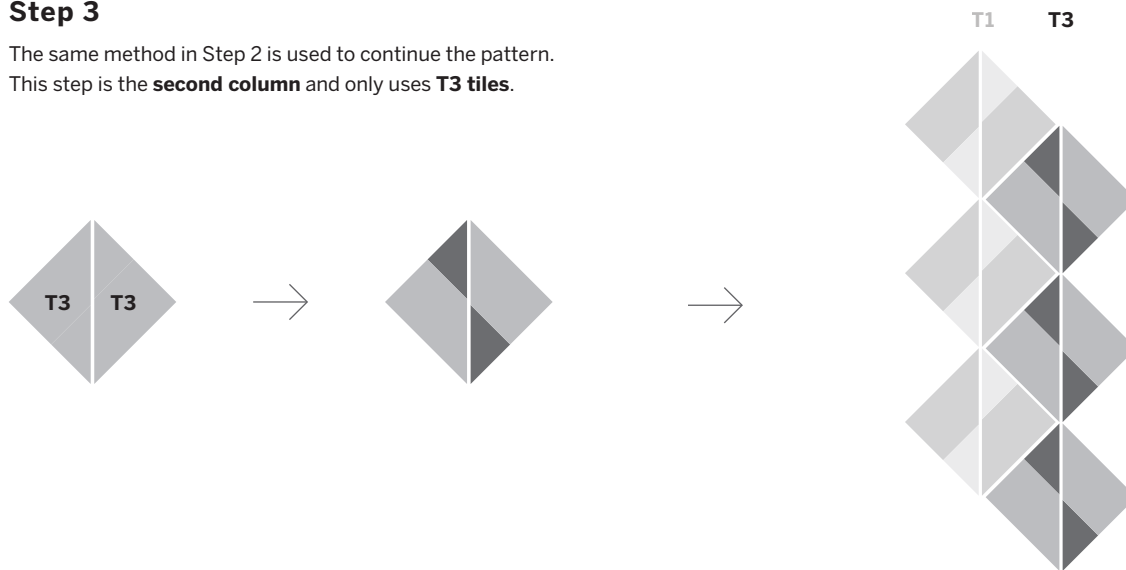 Step 3
The same method in Step 2 is used to continue the pattern.
This step is the second column and only uses T3 tiles.
T1 T3
T3 T3